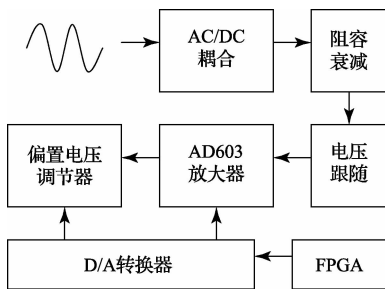 AC/DC
耦合
阻容
衰减
偏置电压
调节器
AD603
放大器
电压
跟随
D/A转换器
FPGA